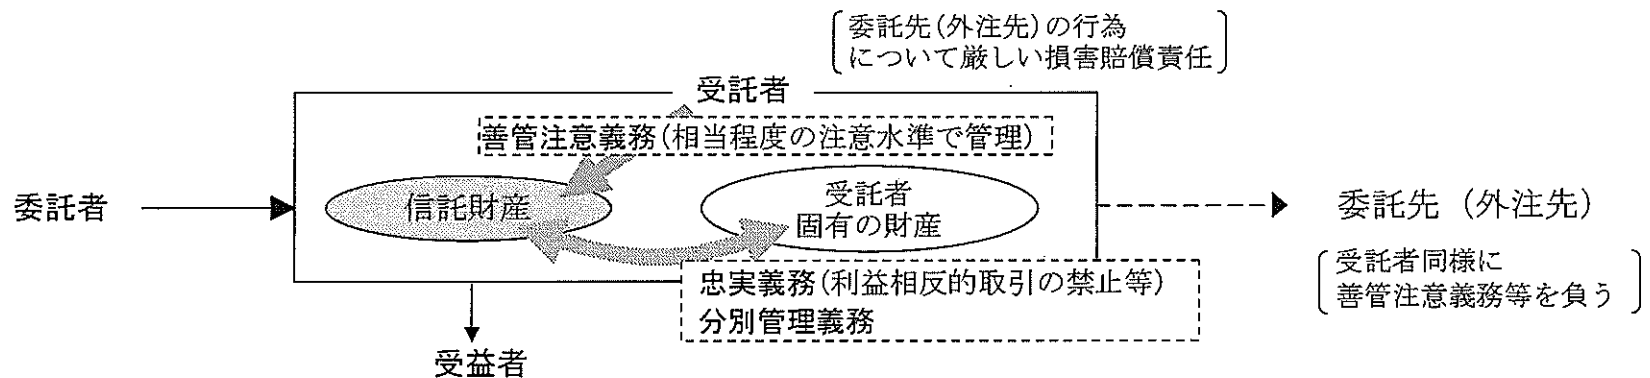 委託先(外注先)の行為
について厳しい損害賠償責任
受託者
善管注意義務(相当程度の注意水準で管理)
委託者
信託財産
受託者
固有の財産
委託先（外注先）
忠実義務(利益相反的取引の禁止等)
分別管理義務
受託者同様に
善管注意義務等を負う
受益者